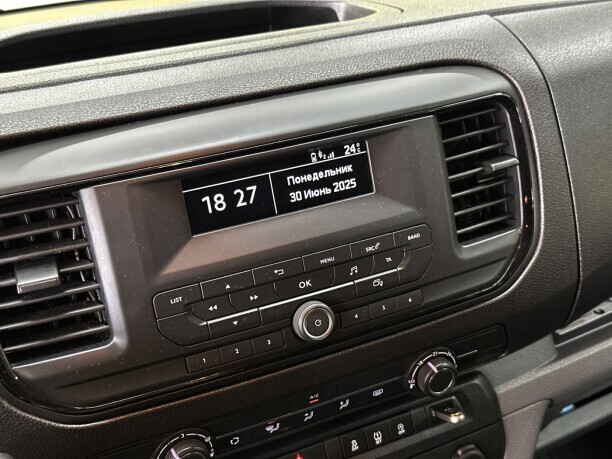 24°c
18 27
Понедельник
30 Июнь 2025
LIST
MENU
SRC
BAND
OK
TA
1 2 3
4 5 6
A/C